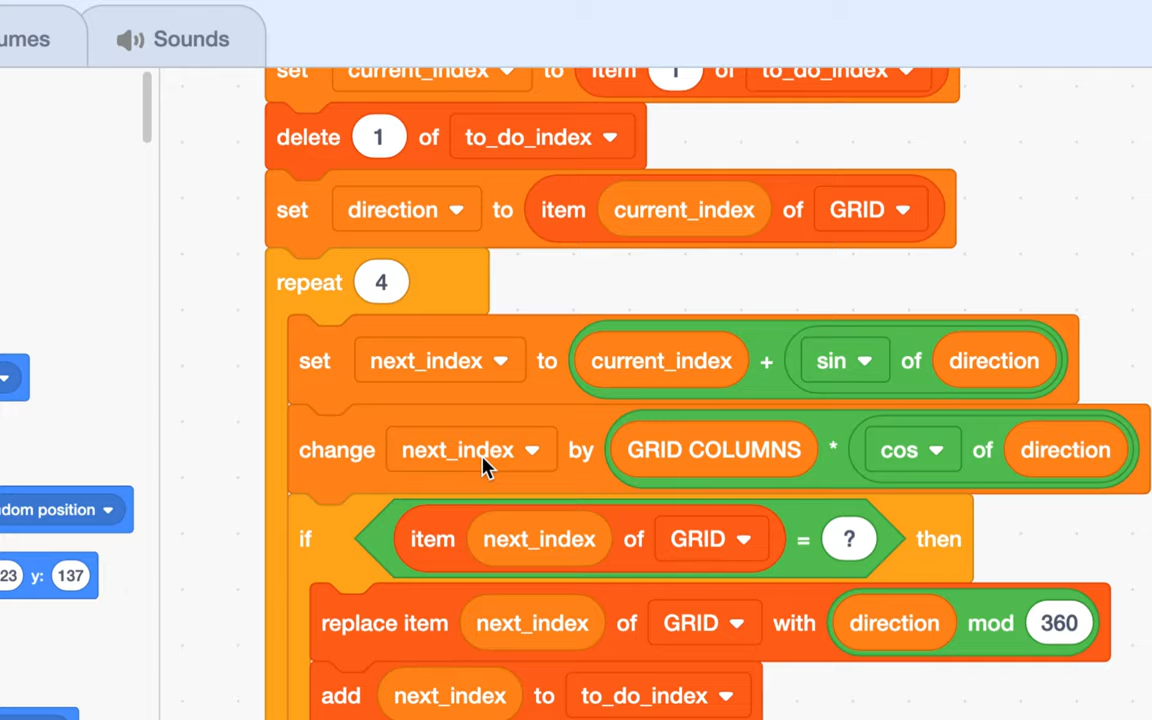 umes Sounds
set current_index to item 1 of to_do_index
delete 1 of to_do_index
set direction to item current_index of GRID
repeat 4
set next_index to current_index + sin of direction
change next_index by GRID COLUMNS * cos of direction
dom position
if item next_index of GRID = ? then
23 y: 137
replace item next_index of GRID with direction mod 360
add next_index to to_do_index